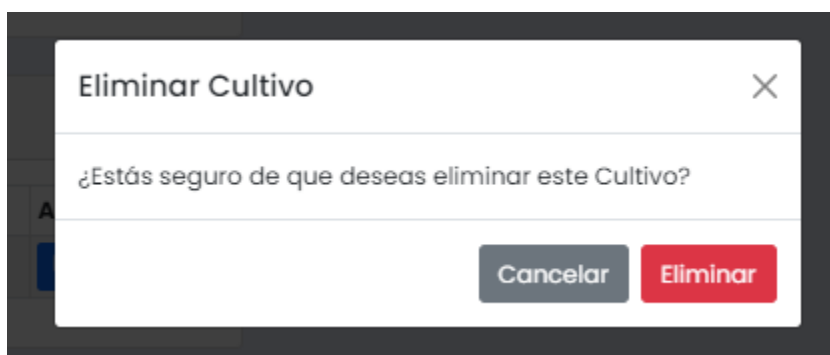 Eliminar Cultivo
¿Estás seguro de que deseas eliminar este Cultivo?
A
Cancelar
Eliminar